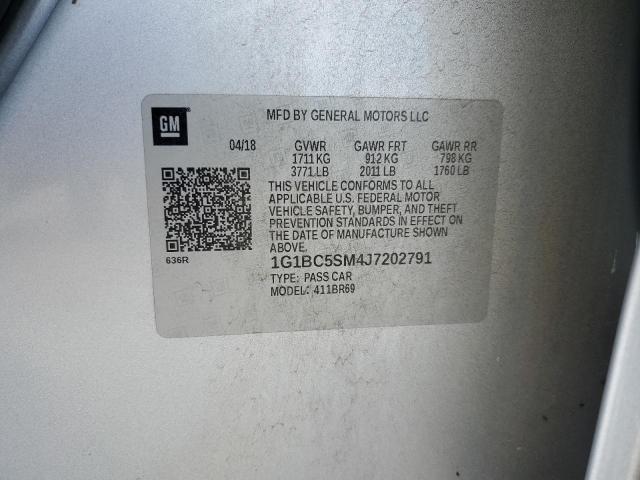 GM
MFD BY GENERAL MOTORS LLC
04/18 GVWR GAWR FRT GAWR RR
1711 KG 912 KG 798 KG
3771 LB 2011 LB 1760 LB
THIS VEHICLE CONFORMS TO ALL
APPLICABLE U.S. FEDERAL MOTOR
VEHICLE SAFETY, BUMPER, AND THEFT
PREVENTION STANDARDS IN EFFECT ON
THE DATE OF MANUFACTURE SHOWN
ABOVE.
636R
1G1BC5SM4J7202791
TYPE: PASS CAR
MODEL: 411BR69